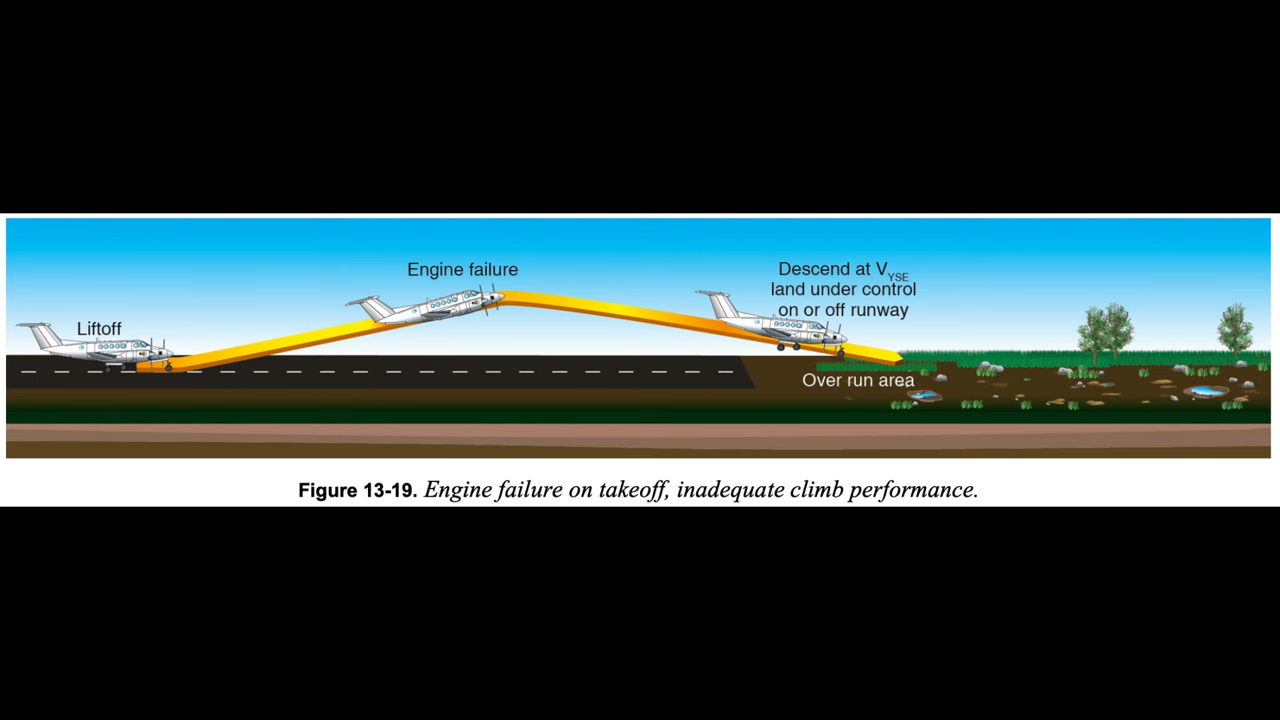 Liftoff
Engine failure
Descend at VYSE
land under control
on or off runway
Over run area
Figure 13-19. Engine failure on takeoff, inadequate climb performance.